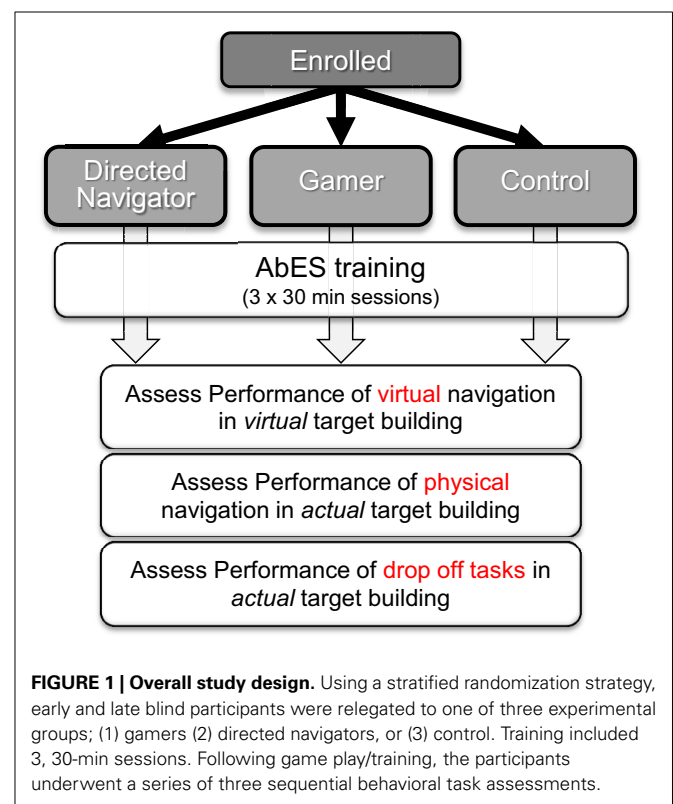 Enrolled
Directed
Navigator
Gamer
Control
AbES training
(3 x 30 min sessions)
Assess Performance of virtual navigation
in virtual target building
Assess Performance of physical
navigation in actual target building
Assess Performance of drop off tasks in
actual target building
FIGURE 1 | Overall study design. Using a stratified randomization strategy,
early and late blind participants were relegated to one of three experimental
groups; (1) gamers (2) directed navigators, or (3) control. Training included
3, 30-min sessions. Following game play/training, the participants
underwent a series of three sequential behavioral task assessments.